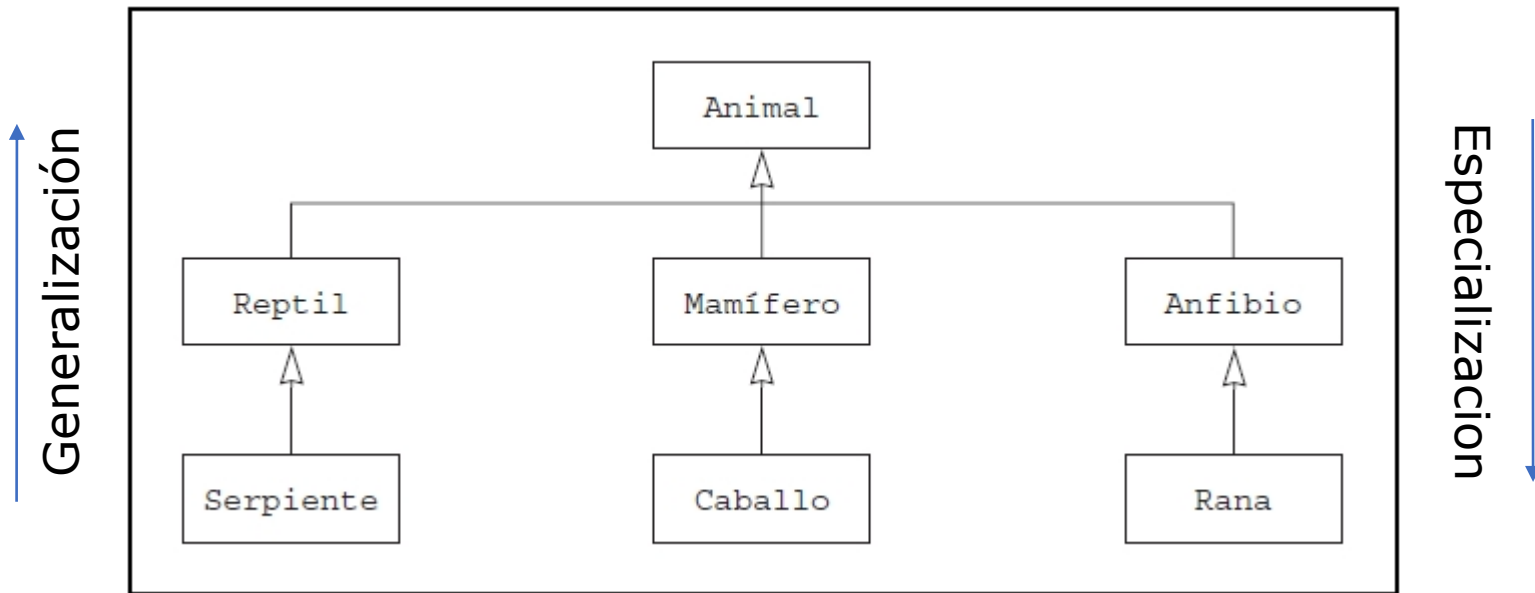 Generalización
Animal
Reptil
Mamífero
Anfibio
Serpiente
Caballo
Rana
Especializacion